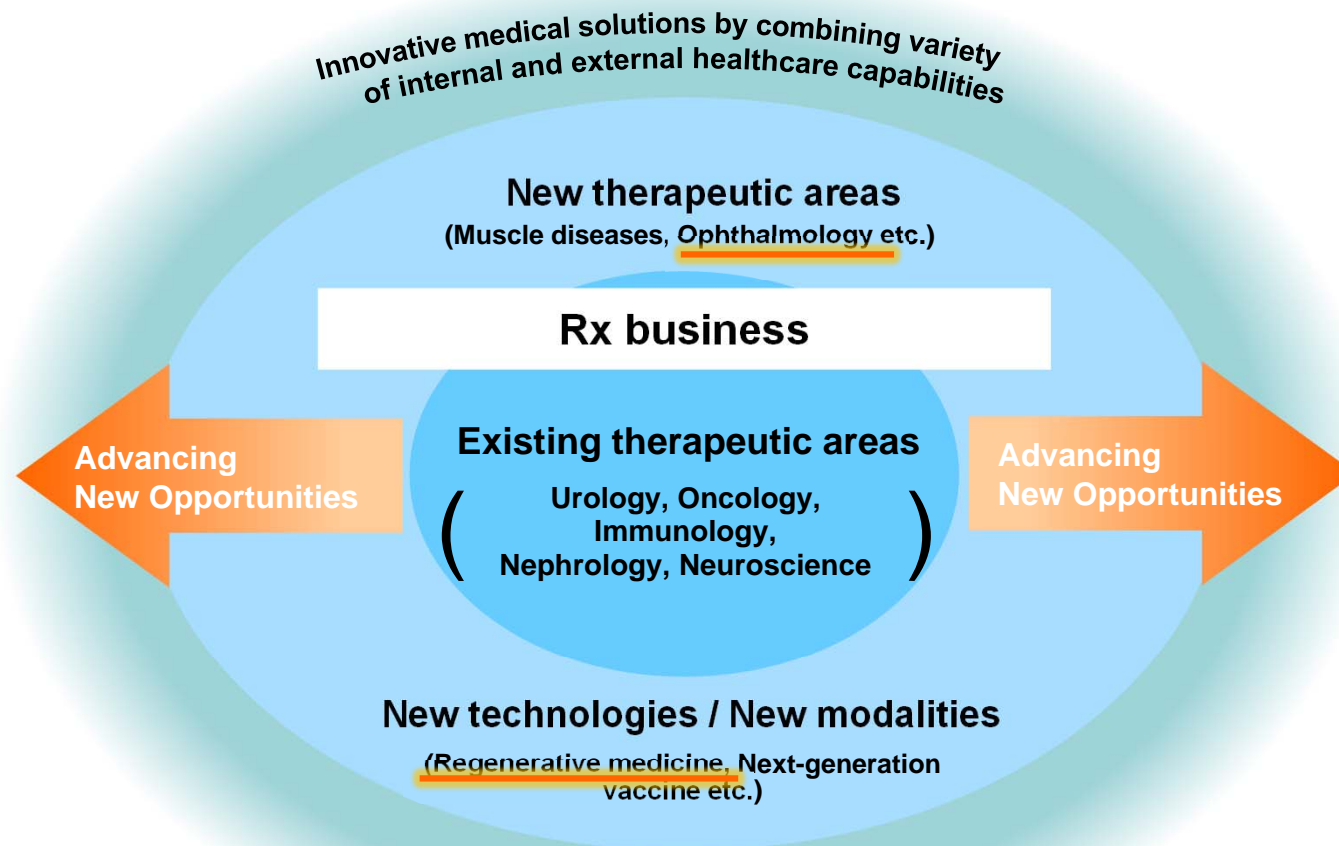 Innovative medical solutions by combining variety
of internal and external healthcare capabilities
New therapeutic areas
(Muscle diseases, Ophthalmology etc.)
Rx business
Advancing
New Opportunities
Existing therapeutic areas
(Urology, Oncology,
Immunology,
Nephrology, Neuroscience)
Advancing
New Opportunities
New technologies / New modalities
(Regenerative medicine, Next-generation
vaccine etc.)